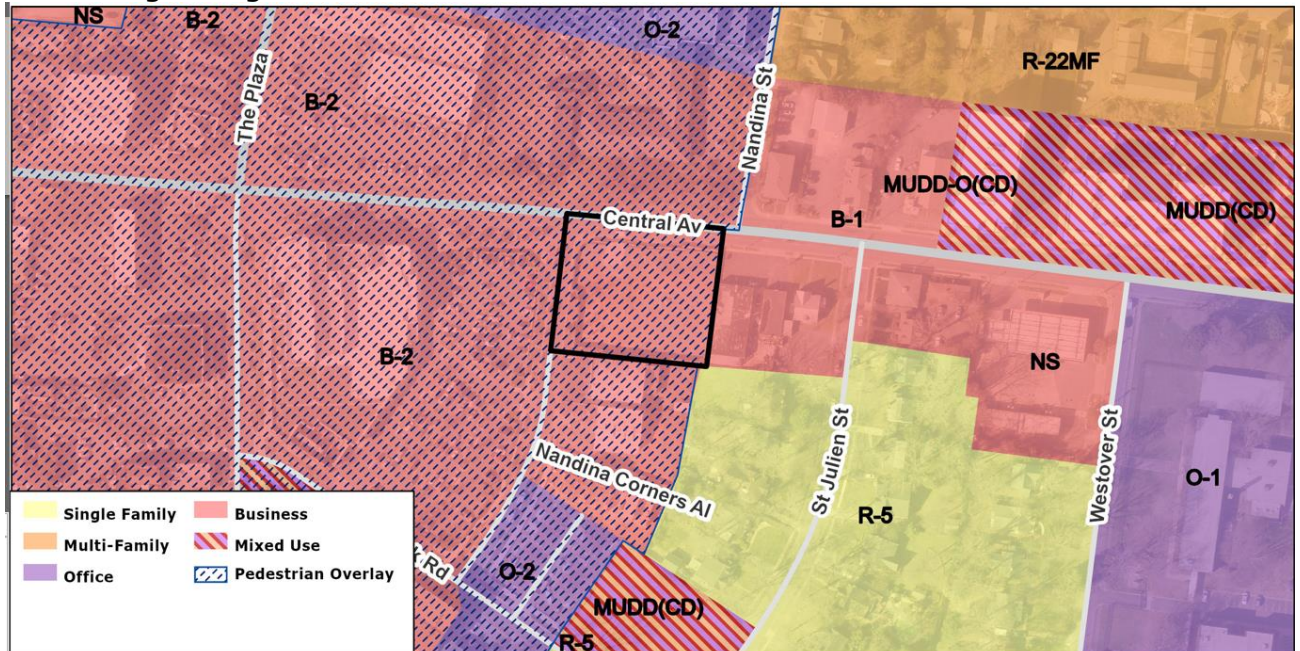 NS
B-2
O-2
R-22MF
The Plaza
B-2
Nandina St
MUDD-O(CD)
MUDD(CD)
Central Av
B-1
B-2
NS
St Julien St
Westover St
Nandina Corners Al
O-1
R-5
Rd
O-2
MUDD(CD)
R-5
Single Family
Business
Multi-Family
Mixed Use
Office
Pedestrian Overlay